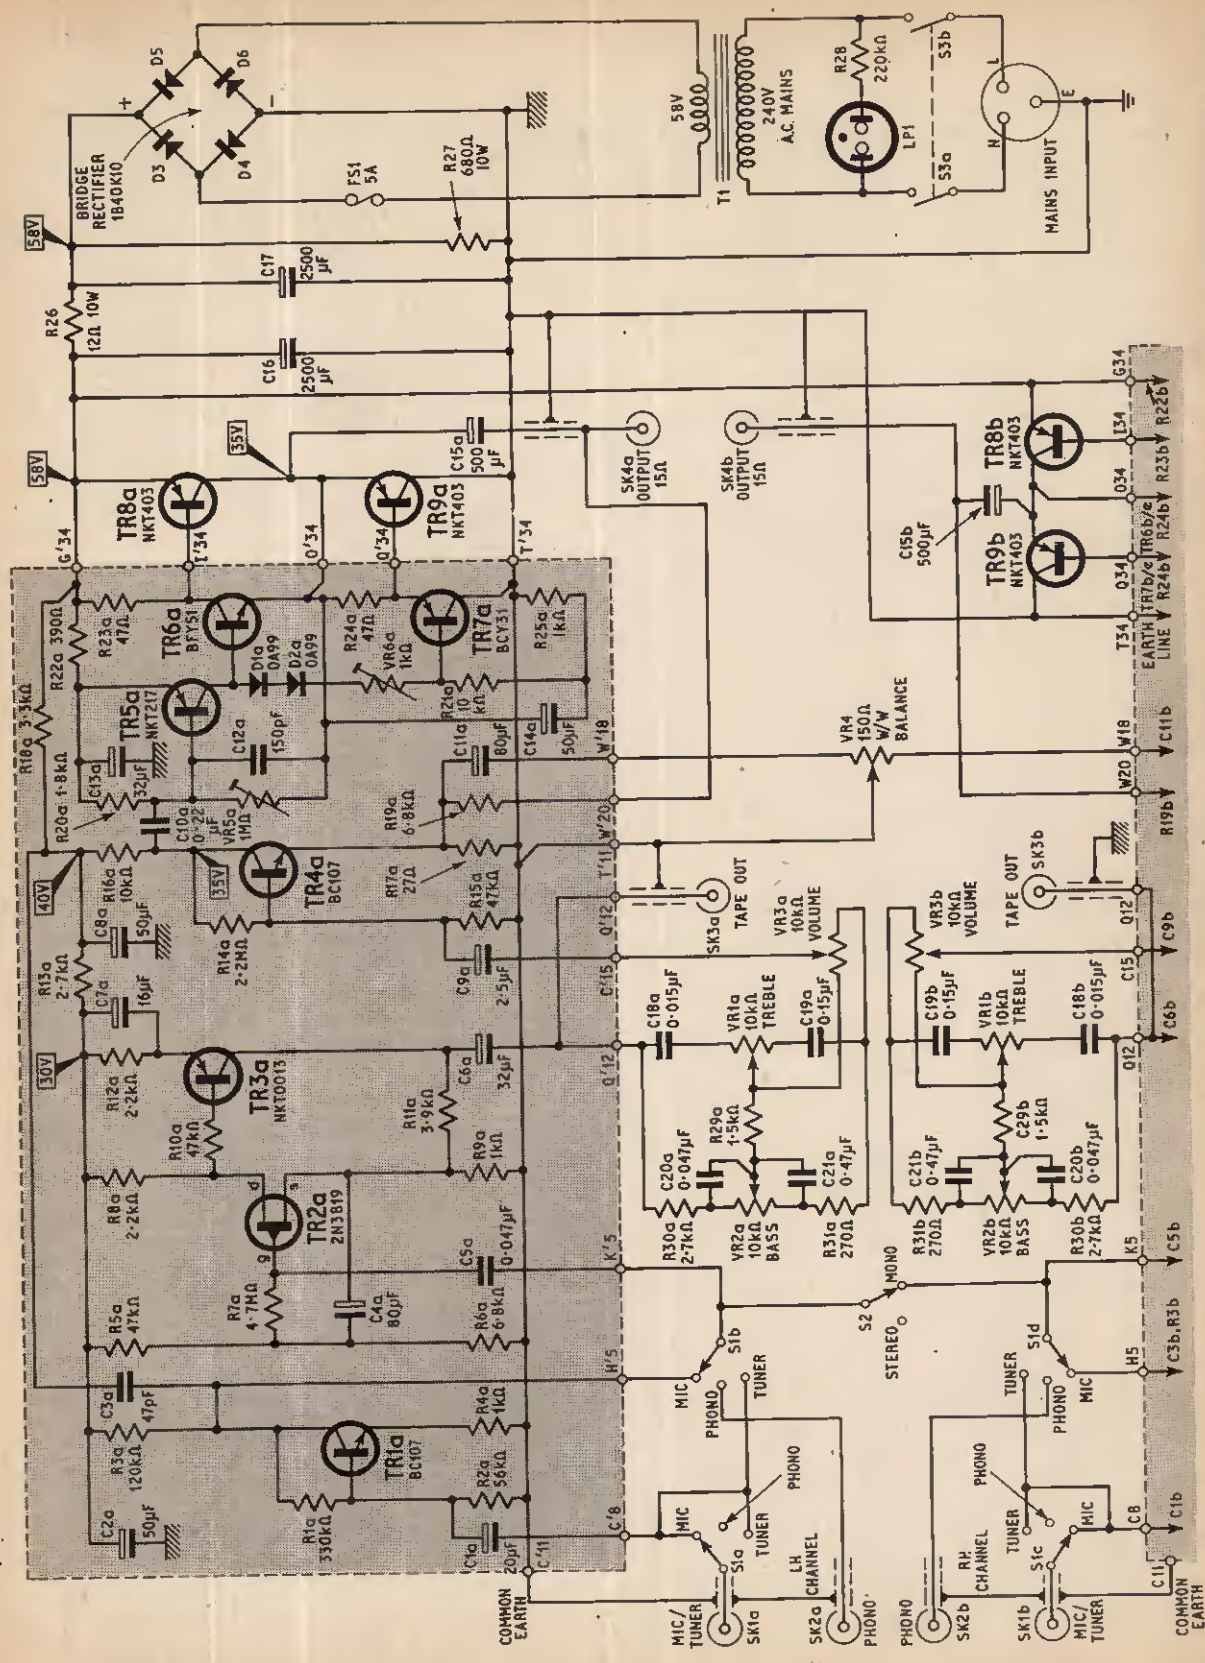 BRIDGE
RECTIFIER
1B40K10
D5
D6
D3
D4
+
−
FS1
5A
58V
T1
240V
A.C. MAINS
R28
220kΩ
LP1
S3b
S3a
L
N
E
MAINS INPUT
58V
R27
680Ω
10W
R26
12Ω 10W
C17
2500
µF
C16
2500
µF
58V
35V
C15a
500
µF
SK4a
OUTPUT
15Ω
SK4b
OUTPUT
15Ω
TR8a
NKT403
TR9a
NKT403
G'34
I'34
O'34
Q'34
T'34
C15b
500µF
TR8b
NKT403
TR9b
NKT403
G34
I34
O34
Q34
T34
R22b
R23b
TR6b/e
R24b
TR7b/e
R24b
EARTH
LINE
R18a 3·3kΩ
R22a 390Ω
R23a
47Ω
TR6a
BFY51
R24a
47Ω
TR7a
BCY31
R25a
1kΩ
TR5a
NKT217
D1a
OA99
D2a
OA99
VR6a
1kΩ
R21a
10
kΩ
R20a 1·8kΩ
C13a
32µF
C12a
150pF
C10a
0·22
µF
VR5a
1MΩ
C11a
80µF
C14a
50µF
W'18
R19a
6·8kΩ
W'20
VR4
150Ω
W/W
BALANCE
W18
C11b
W20
R19b
40V
R16a
10kΩ
35V
TR4a
BC107
R17a
27Ω
R15a
47kΩ
T'11
C8a
50µF
R14a
2·2MΩ
C9a
2·5µF
Q'12
C'15
SK3a
TAPE OUT
VR3a
10kΩ
VOLUME
VR3b
10kΩ
VOLUME
TAPE OUT
SK3b
Q12
C15
C9b
R13a
2·7kΩ
C7a
16µF
30V
R12a
2·2kΩ
TR3a
NKT0013
R10a
47kΩ
R11a
3·9kΩ
C6a
32µF
Q'12
C18a
0·015µF
VR1a
10kΩ
TREBLE
C19a
0·15µF
C19b
0·15µF
VR1b
10kΩ
TREBLE
C18b
0·015µF
Q12
C6b
R29a
1·5kΩ
C29b
1·5kΩ
R8a
2·2kΩ
d
s
g
TR2a
2N3819
R9a
1kΩ
C20a
0·047µF
C21a
0·47µF
C21b
0·47µF
C20b
0·047µF
R30a
2·7kΩ
VR2a
10kΩ
BASS
R31a
270Ω
R31b
270Ω
VR2b
10kΩ
BASS
R30b
2·7kΩ
C5a
0·047µF
K'5
K5
C5b
R5a
47kΩ
R7a
4·7MΩ
C4a
80µF
R6a
6·8kΩ
S2
MONO
STEREO
H'5
S1b
MIC
PHONO
TUNER
S1d
TUNER
PHONO
MIC
H5
C3b, R3b
C3a
47pF
R3a
120kΩ
TR1a
BC107
R4a
1kΩ
R2a
56kΩ
C2a
50µF
R1a
330kΩ
C1a
20µF
C'8
C'11
COMMON
EARTH
MIC
PHONO
TUNER
S1a
MIC/
TUNER
SK1a
LH
CHANNEL
SK2a
PHONO
PHONO
SK2b
RH
CHANNEL
TUNER
PHONO
MIC
S1c
SK1b
MIC/
TUNER
C8
C1b
C11
COMMON
EARTH